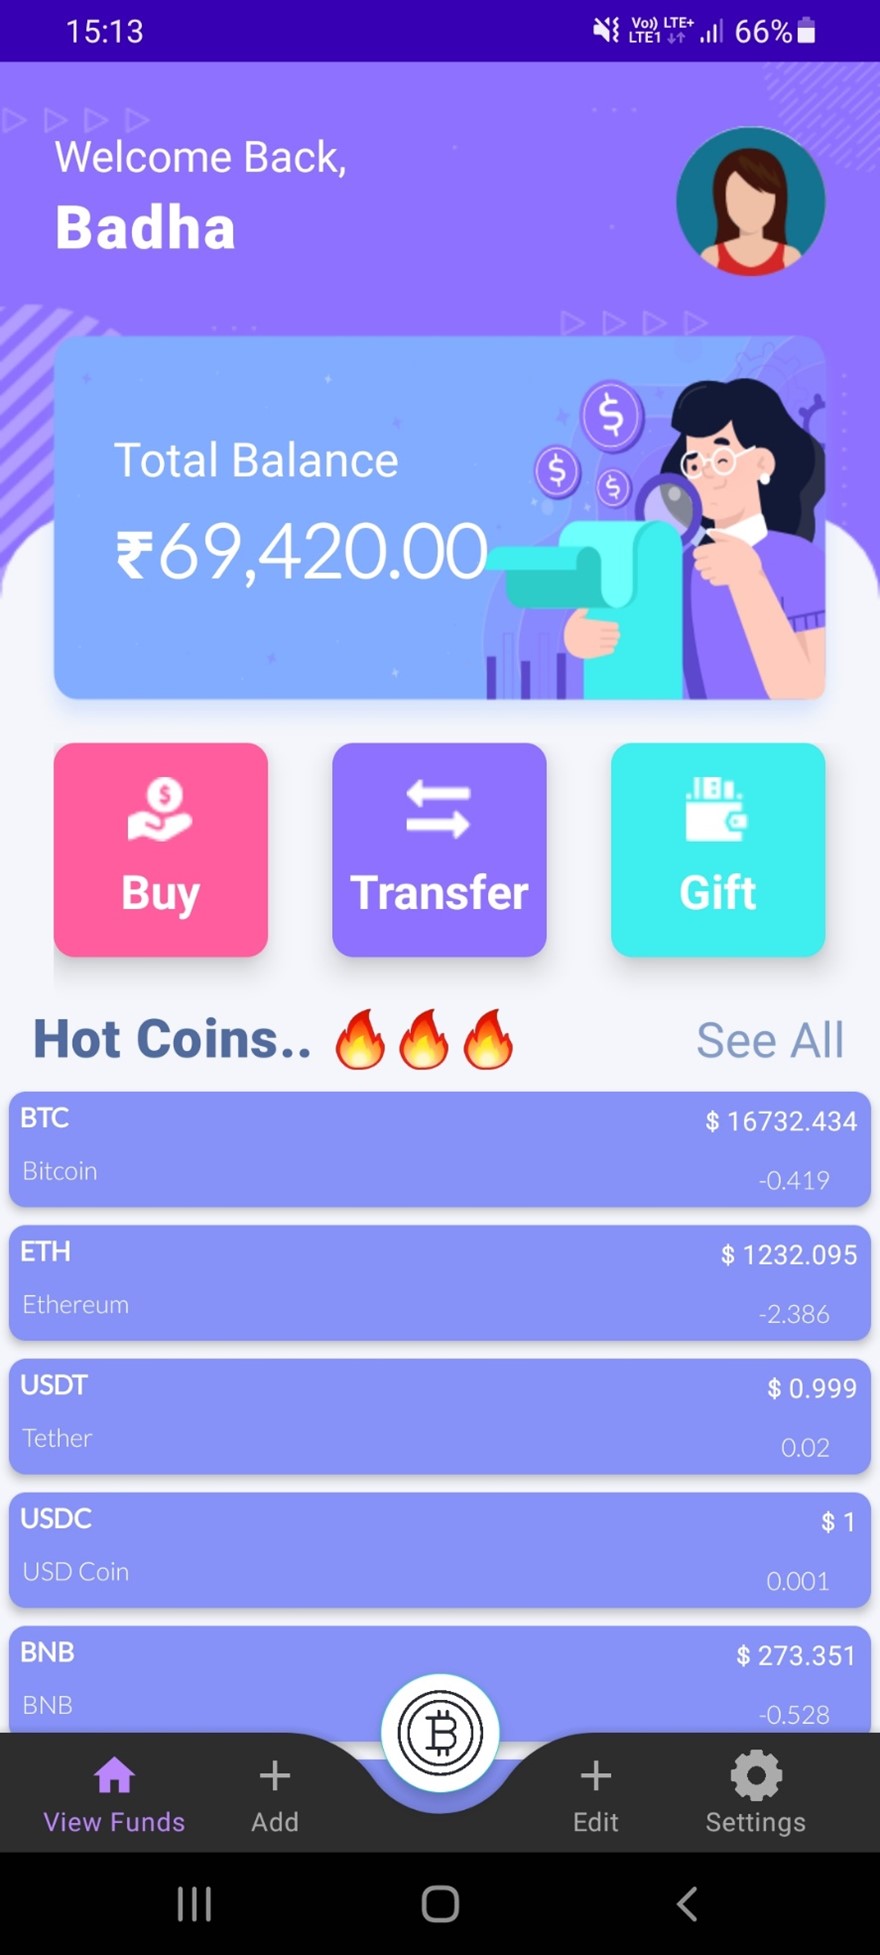 15:13
Vo)) LTE+
LTE1
66%
Welcome Back,
Badha
Total Balance
₹69,420.00
Buy
Transfer
Gift
Hot Coins.. 🔥🔥🔥
See All
BTC
$ 16732.434
Bitcoin
-0.419
ETH
$ 1232.095
Ethereum
-2.386
USDT
$ 0.999
Tether
0.02
USDC
$ 1
USD Coin
0.001
BNB
$ 273.351
BNB
-0.528
View Funds
Add
Edit
Settings